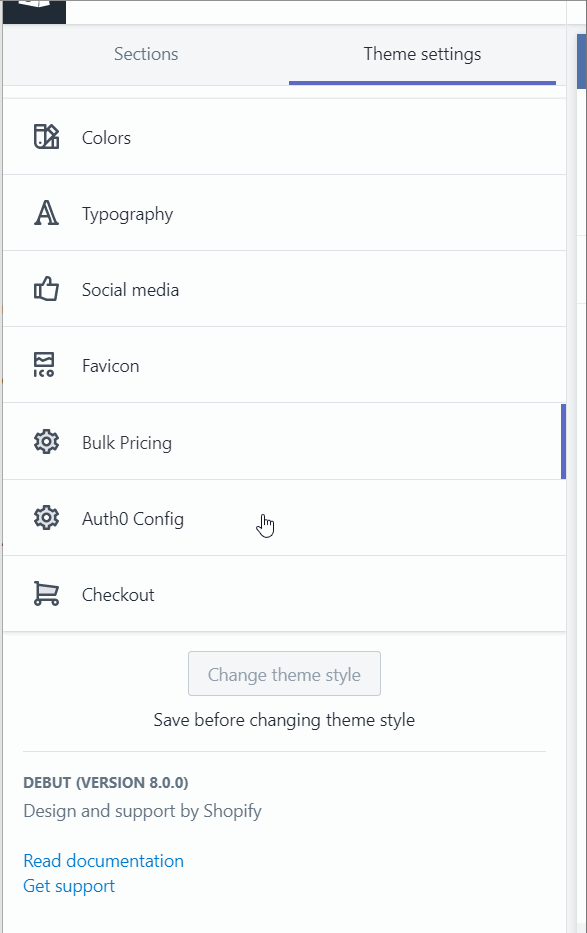 Sections
Theme settings
Colors
Typography
Social media
ICO
Favicon
Bulk Pricing
Auth0 Config
Checkout
Change theme style
Save before changing theme style
DEBUT (VERSION 8.0.0)
Design and support by Shopify
Read documentation
Get support